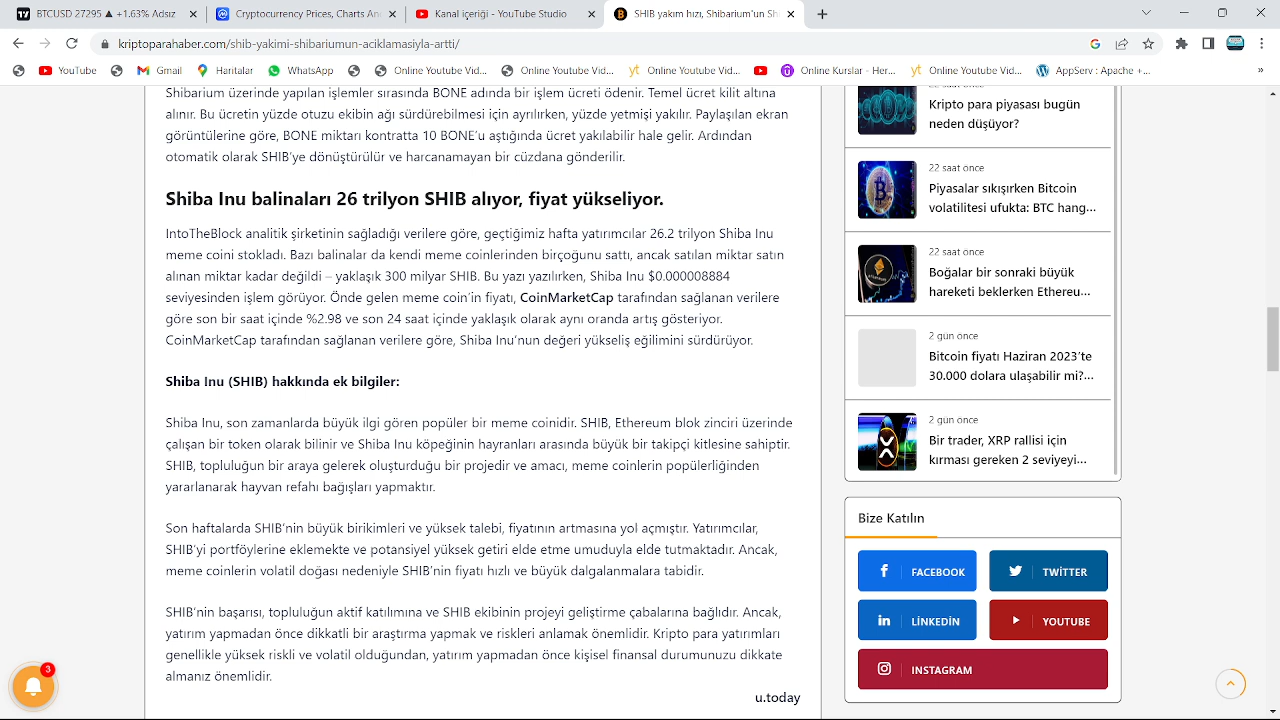 BTCUSD 27295 ▲ +1.63% Adsız
Cryptocurrency Prices, Charts An
Kanal içeriği - YouTube Studio
SHIB yakım hızı, Shibarium'un Sh
kriptoparahaber.com/shib-yakimi-shibariumun-aciklamasiyla-artti/
YouTube
Gmail
Haritalar
WhatsApp
Online Youtube Vid...
Online Youtube Vid...
yt Online Youtube Vid...
Online Kurslar - Her...
yt Online Youtube Vid...
AppServ : Apache +...
»
Shibarium üzerinde yapılan işlemler sırasında BONE adında bir işlem ücreti ödenir. Temel ücret kilit altına
alınır. Bu ücretin yüzde otuzu ekibin ağı sürdürebilmesi için ayrılırken, yüzde yetmişi yakılır. Paylaşılan ekran
görüntülerine göre, BONE miktarı kontratta 10 BONE'u aştığında ücret yakılabilir hale gelir. Ardından
otomatik olarak SHIB'ye dönüştürülür ve harcanamayan bir cüzdana gönderilir.
Shiba Inu balinaları 26 trilyon SHIB alıyor, fiyat yükseliyor.
IntoTheBlock analitik şirketinin sağladığı verilere göre, geçtiğimiz hafta yatırımcılar 26.2 trilyon Shiba Inu
meme coini stokladı. Bazı balinalar da kendi meme coinlerinden birçoğunu sattı, ancak satılan miktar satın
alınan miktar kadar değildi – yaklaşık 300 milyar SHIB. Bu yazı yazılırken, Shiba Inu $0.000008884
seviyesinden işlem görüyor. Önde gelen meme coin'in fiyatı, CoinMarketCap tarafından sağlanan verilere
göre son bir saat içinde %2.98 ve son 24 saat içinde yaklaşık olarak aynı oranda artış gösteriyor.
CoinMarketCap tarafından sağlanan verilere göre, Shiba Inu'nun değeri yükseliş eğilimini sürdürüyor.
Shiba Inu (SHIB) hakkında ek bilgiler:
Shiba Inu, son zamanlarda büyük ilgi gören popüler bir meme coinidir. SHIB, Ethereum blok zinciri üzerinde
çalışan bir token olarak bilinir ve Shiba Inu köpeğinin hayranları arasında büyük bir takipçi kitlesine sahiptir.
SHIB, topluluğun bir araya gelerek oluşturduğu bir projedir ve amacı, meme coinlerin popülerliğinden
yararlanarak hayvan refahı bağışları yapmaktır.
Son haftalarda SHIB'nin büyük birikimleri ve yüksek talebi, fiyatının artmasına yol açmıştır. Yatırımcılar,
SHIB'yi portföylerine eklemekte ve potansiyel yüksek getiri elde etme umuduyla elde tutmaktadır. Ancak,
meme coinlerin volatil doğası nedeniyle SHIB'nin fiyatı hızlı ve büyük dalgalanmalara tabidir.
SHIB'nin başarısı, topluluğun aktif katılımına ve SHIB ekibinin projeyi geliştirme çabalarına bağlıdır. Ancak,
yatırım yapmadan önce dikkatli araştırma yapmak ve riskleri anlamak önemlidir. Kripto para yatırımları
genellikle yüksek riskli ve volatil olduğundan, yatırım yapmadan önce kişisel finansal durumunuzu dikkate
almanız önemlidir.
u.today
22 saat önce
Kripto para piyasası bugün
neden düşüyor?
22 saat önce
Piyasalar sıkışırken Bitcoin
volatilitesi ufukta: BTC hang...
22 saat önce
Boğalar bir sonraki büyük
hareketi beklerken Ethereu...
2 gün önce
Bitcoin fiyatı Haziran 2023'te
30.000 dolara ulaşabilir mi?...
2 gün önce
Bir trader, XRP rallisi için
kırması gereken 2 seviyeyi...
Bize Katılın
FACEBOOK
TWİTTER
LİNKEDİN
YOUTUBE
INSTAGRAM
3